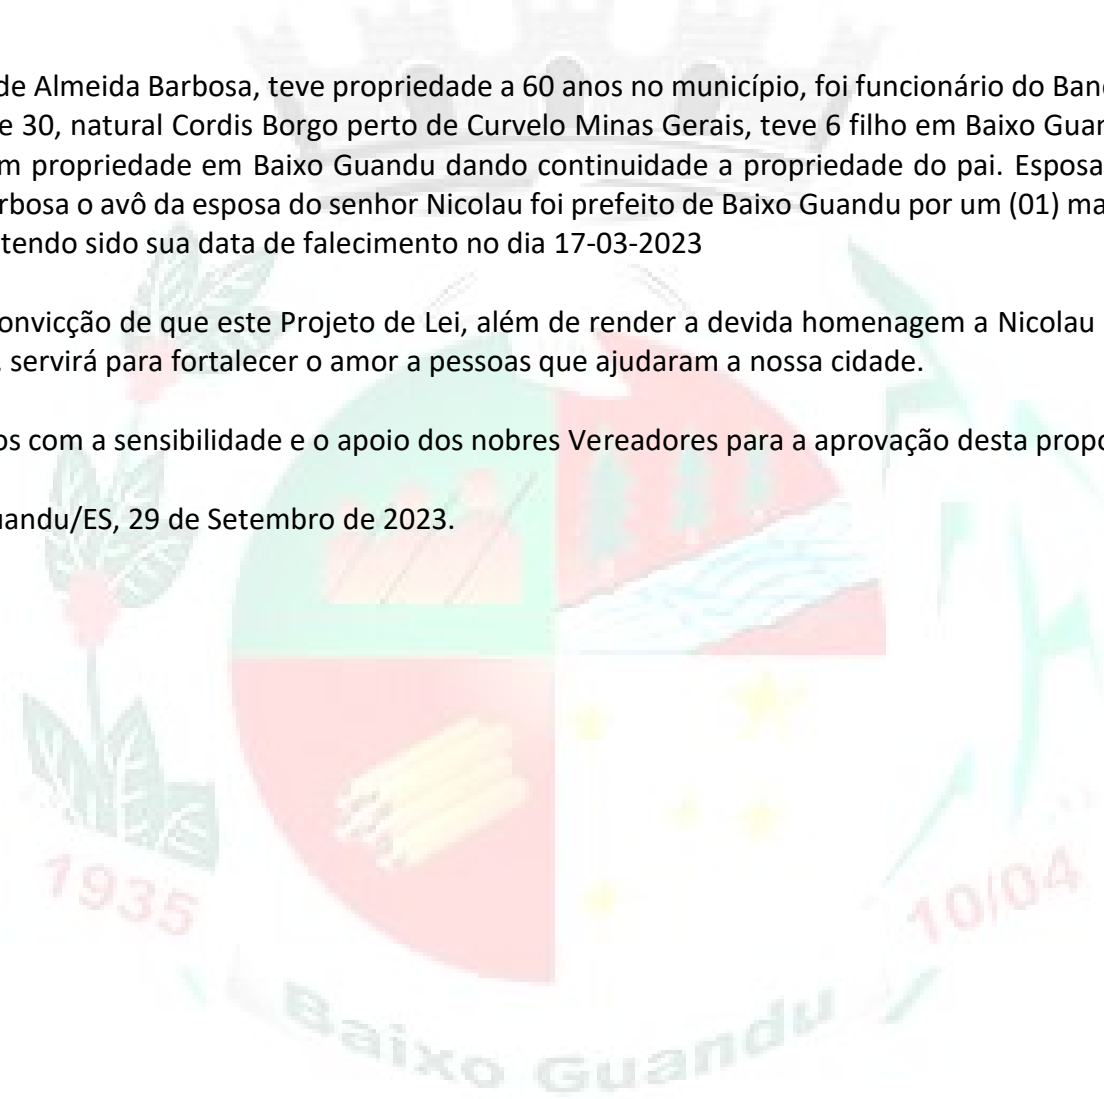 de Almeida Barbosa, teve propriedade a 60 anos no município, foi funcionário do Banc
e 30, natural Cordis Borgo perto de Curvelo Minas Gerais, teve 6 filho em Baixo Guan
m propriedade em Baixo Guandu dando continuidade a propriedade do pai. Esposa
rbosa o avô da esposa do senhor Nicolau foi prefeito de Baixo Guandu por um (01) ma
tendo sido sua data de falecimento no dia 17-03-2023
onvicção de que este Projeto de Lei, além de render a devida homenagem a Nicolau
, servirá para fortalecer o amor a pessoas que ajudaram a nossa cidade.
os com a sensibilidade e o apoio dos nobres Vereadores para a aprovação desta propo
uandu/ES, 29 de Setembro de 2023.
1935
10/04
Baixo Guandu